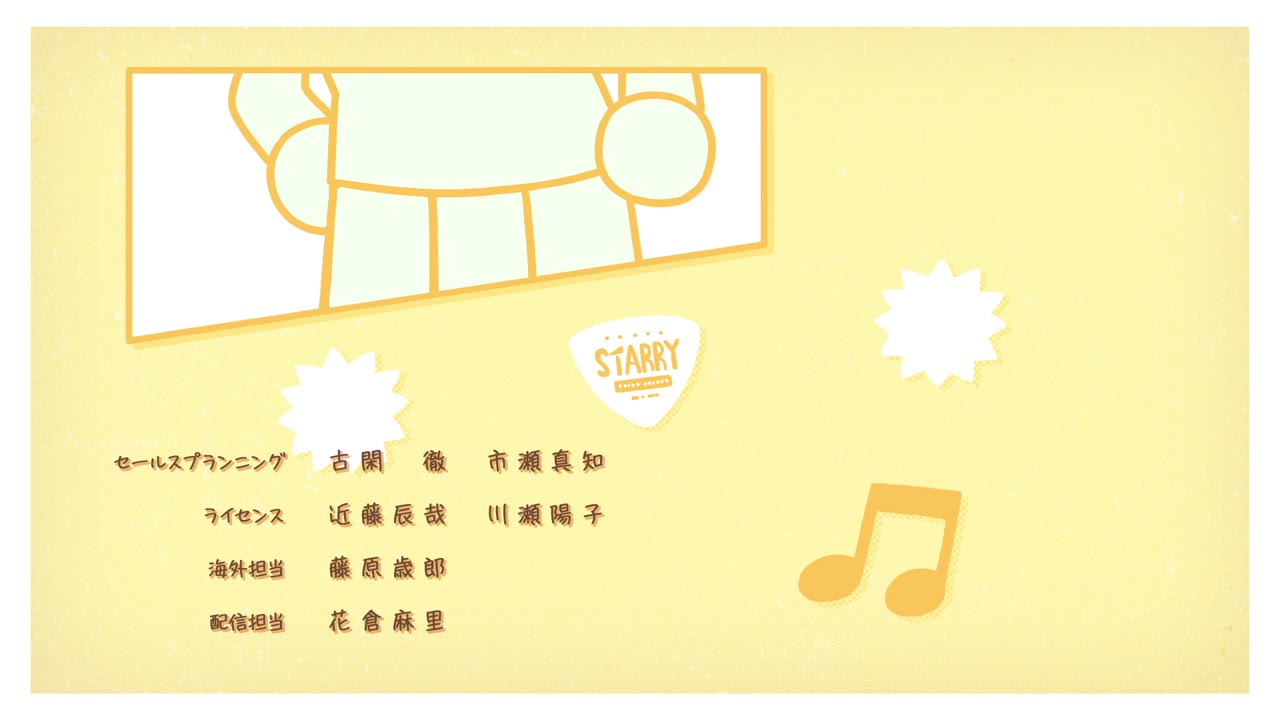 STARRY
セールスプランニング 古閑 徹 市瀬真知
ライセンス 近藤辰哉 川瀬陽子
海外担当 藤原歳郎
配信担当 花倉麻里